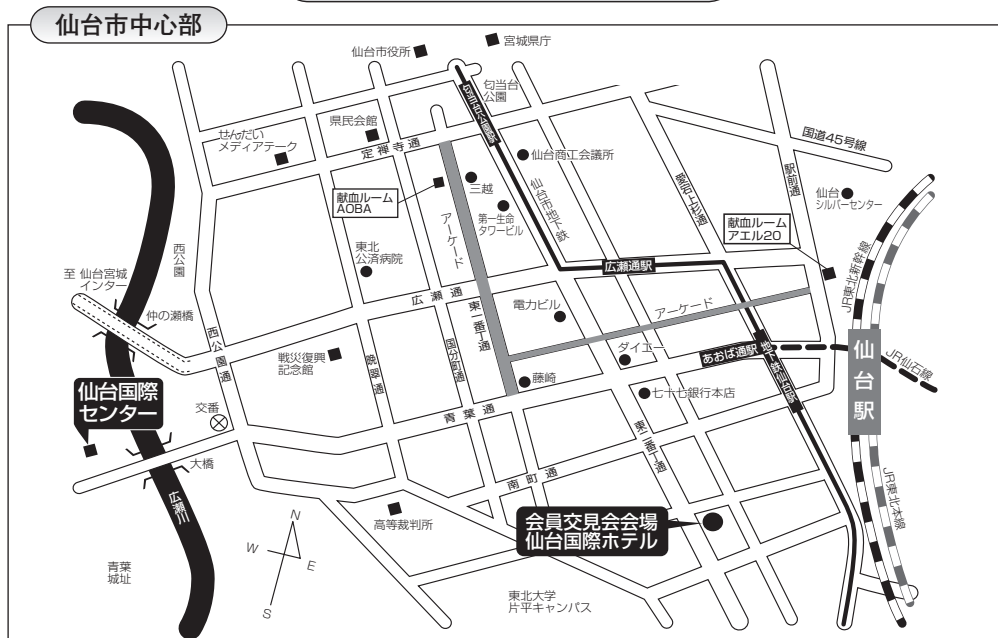 仙台市中心部
仙台市役所
宮城県庁
匂当台
公園
匂当台公園駅
県民会館
せんだい
メディアテーク
定禅寺通
仙台商工会議所
国道45号線
駅前通
愛宕上杉通
仙台
シルバーセンター
献血ルーム
AOBA
三越
第一生命
タワービル
仙台市地下鉄
献血ルーム
アエル20
アーケード
東北
公済病院
西公園
至 仙台宮城
インター
広瀬通
広瀬通駅
JR東北新幹線
仲の瀬橋
西公園通
東一番丁通
電力ビル
アーケード
戦災復興
記念館
晩翠通
国分町通
ダイエー
あおば通駅
地下鉄仙台駅
仙台駅
JR仙石線
藤崎
七十七銀行本店
仙台国際
センター
交番
青葉通
東二番丁通
大橋
南町通
広瀬川
高等裁判所
会員交見会会場
仙台国際ホテル
JR東北本線
N
W
E
S
青葉
城址
東北大学
片平キャンパス